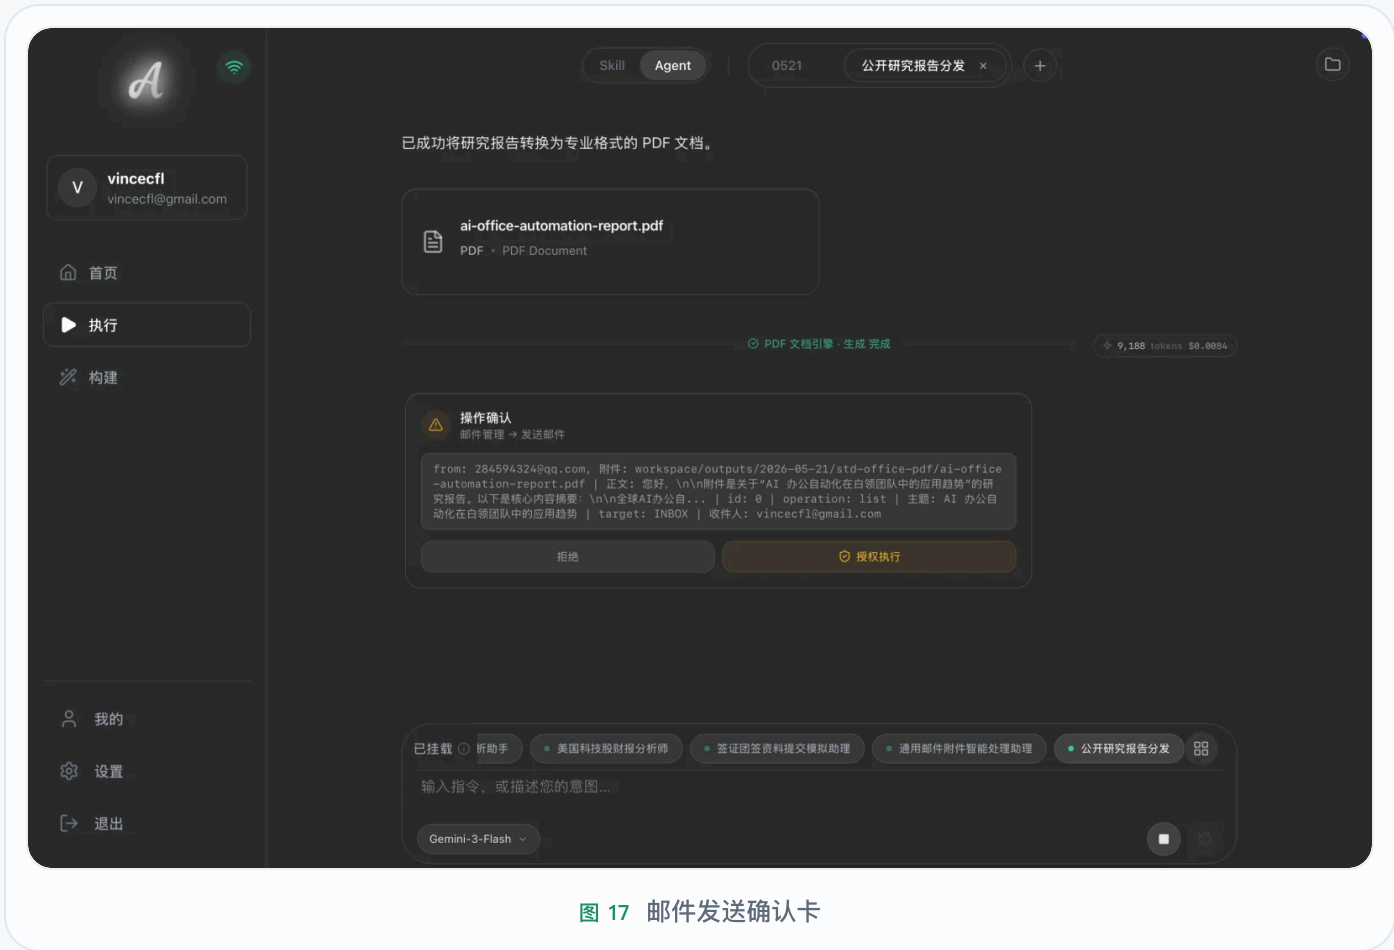 A
Skill
Agent
0521
公开研究报告分发 ×
+
V
vincecfl
vincecfl@gmail.com
首页
执行
构建
我的
设置
退出
已成功将研究报告转换为专业格式的 PDF 文档。
ai-office-automation-report.pdf
PDF • PDF Document
PDF 文档引擎 · 生成 完成
9,188 tokens $0.0084
操作确认
邮件管理 → 发送邮件
from: 284594324@qq.com, 附件: workspace/outputs/2026-05-21/std-office-pdf/ai-office
-automation-report.pdf | 正文: 您好，\n\n附件是关于“AI 办公自动化在白领团队中的应用趋势”的研
究报告。以下是核心内容摘要：\n\n全球AI办公自... | id: 0 | operation: list | 主题: AI 办公自
动化在白领团队中的应用趋势 | target: INBOX | 收件人: vincecfl@gmail.com
拒绝
授权执行
已挂载
析助手
美国科技股财报分析师
签证团签资料提交模拟助理
通用邮件附件智能处理助理
公开研究报告分发
输入指令，或描述您的意图...
Gemini-3-Flash
图 17 邮件发送确认卡